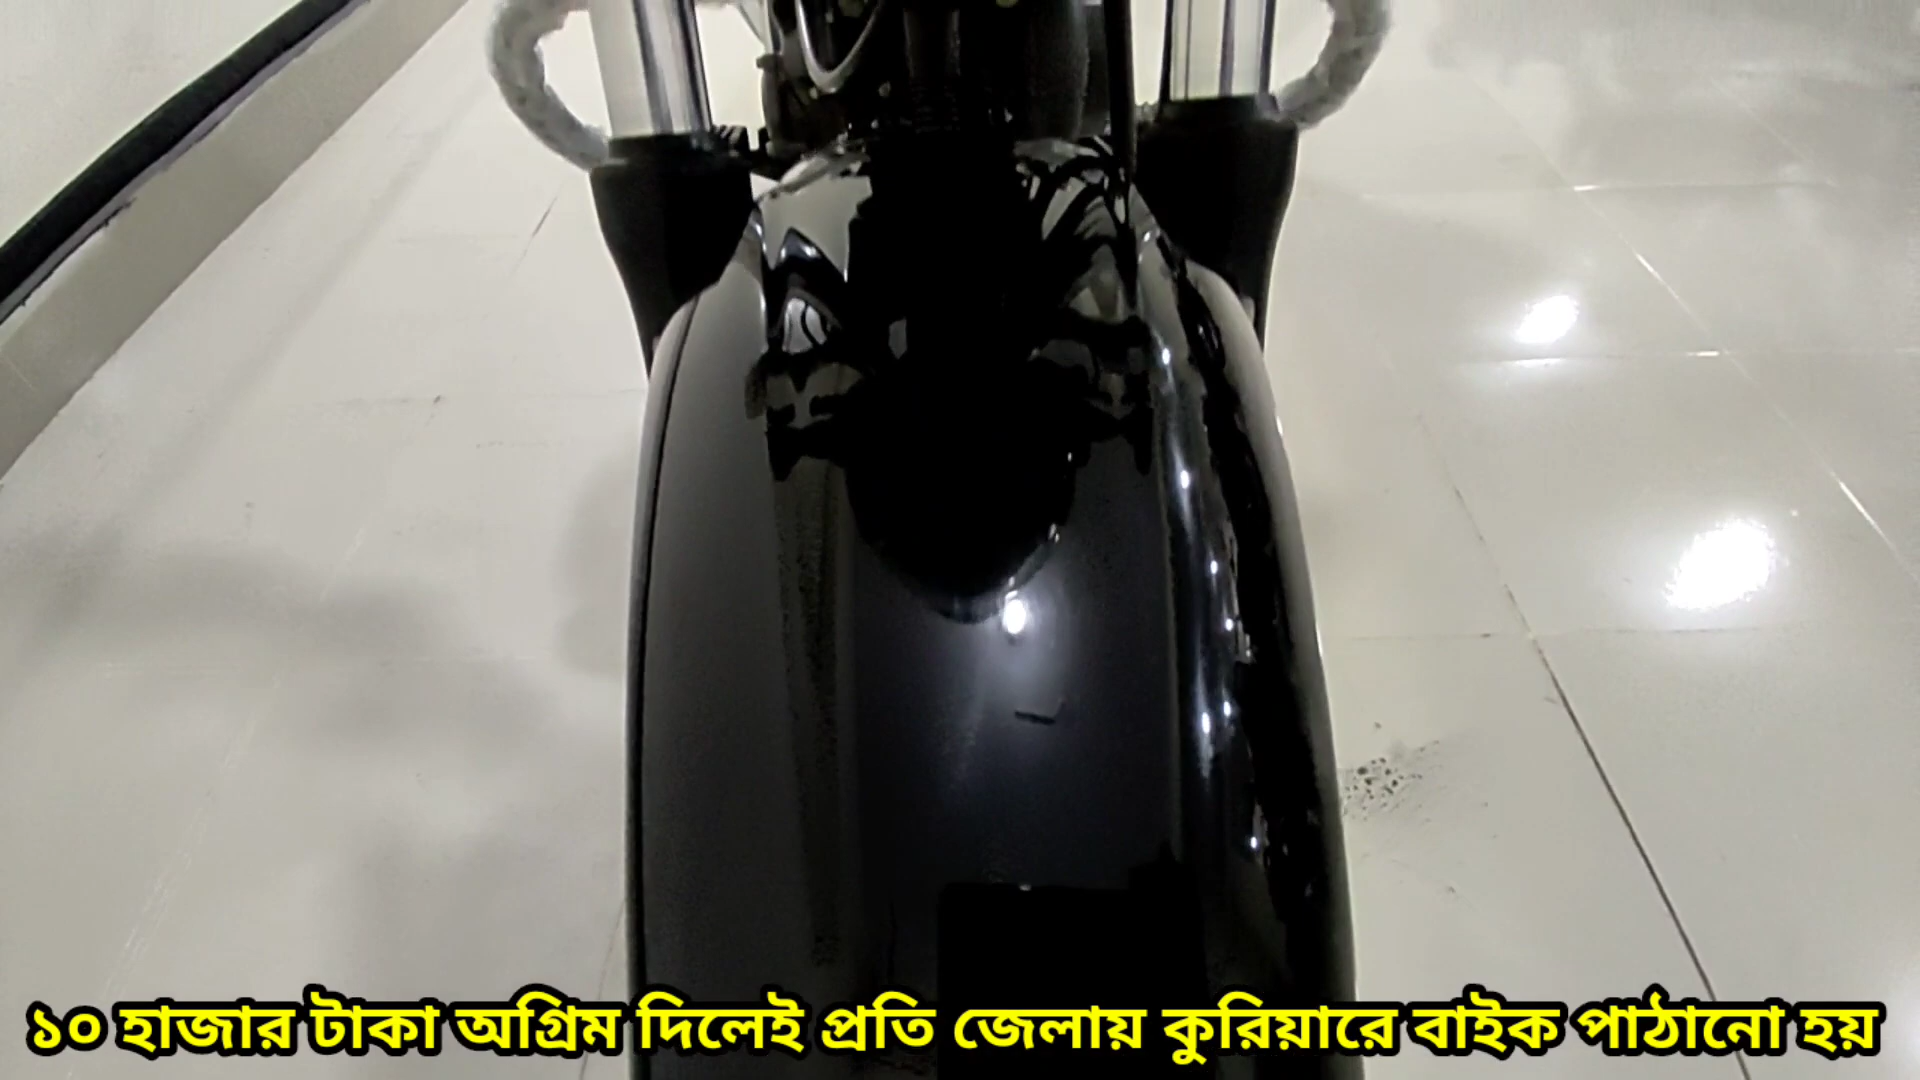 ১০ হাজার টাকা অগ্রিম দিলেই প্রতি জেলায় কুরিয়ারে বাইক পাঠানো হয়